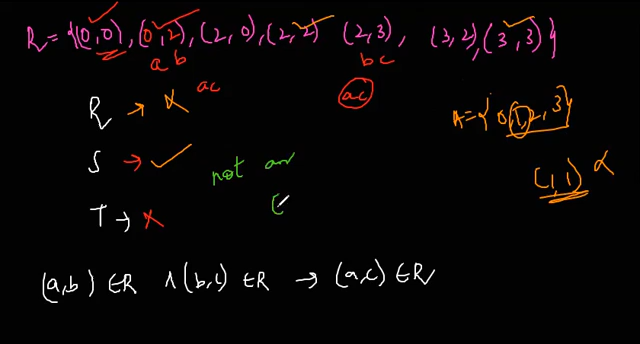 R = {(0,0), (0,2), (2,0), (2,2) (2,3), (3,2), (3,3)}
a b b c
R → ac ac
A = {0, 1, 2, 3}
S → ✓ (1,1)
not an
T → x (
(a,b) ∈ R ∧ (b,c) ∈ R → (a,c) ∈ R